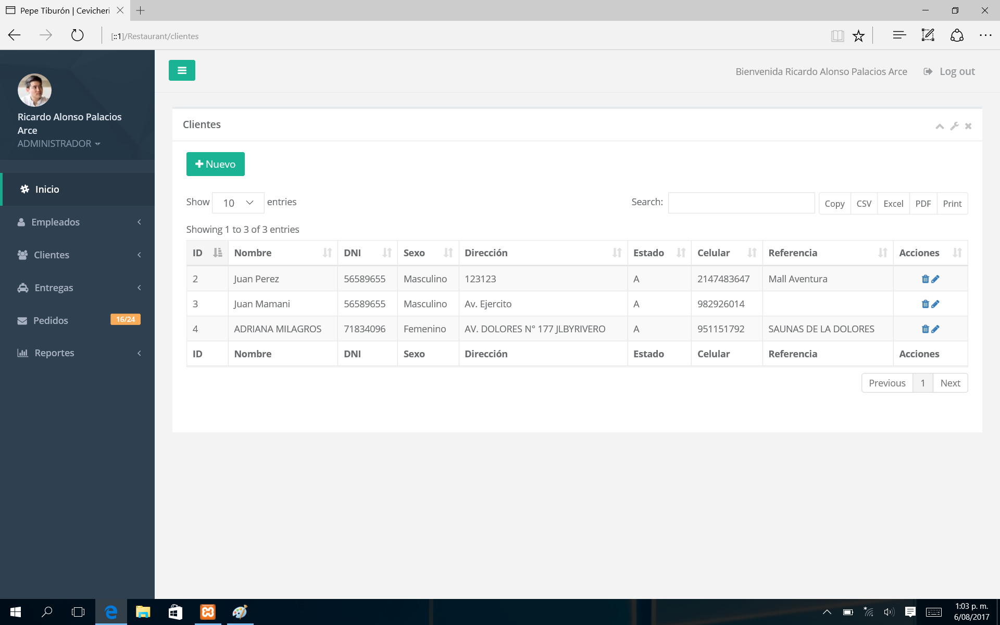 Pepe Tiburón | Cevicheri
[::1]/Restaurant/clientes
Bienvenida Ricardo Alonso Palacios Arce
Log out
Ricardo Alonso Palacios
Arce
ADMINISTRADOR
Inicio
Empleados
Clientes
Entregas
Pedidos 16/24
Reportes
Clientes
Nuevo
Show 10 entries
Search: Copy CSV Excel PDF Print
Showing 1 to 3 of 3 entries
ID Nombre DNI Sexo Dirección Estado Celular Referencia Acciones
2 Juan Perez 56589655 Masculino 123123 A 2147483647 Mall Aventura
3 Juan Mamani 56589655 Masculino Av. Ejercito A 982926014
4 ADRIANA MILAGROS 71834096 Femenino AV. DOLORES N° 177 JLBYRIVERO A 951151792 SAUNAS DE LA DOLORES
ID Nombre DNI Sexo Dirección Estado Celular Referencia Acciones
Previous 1 Next
1:03 p. m.
6/08/2017